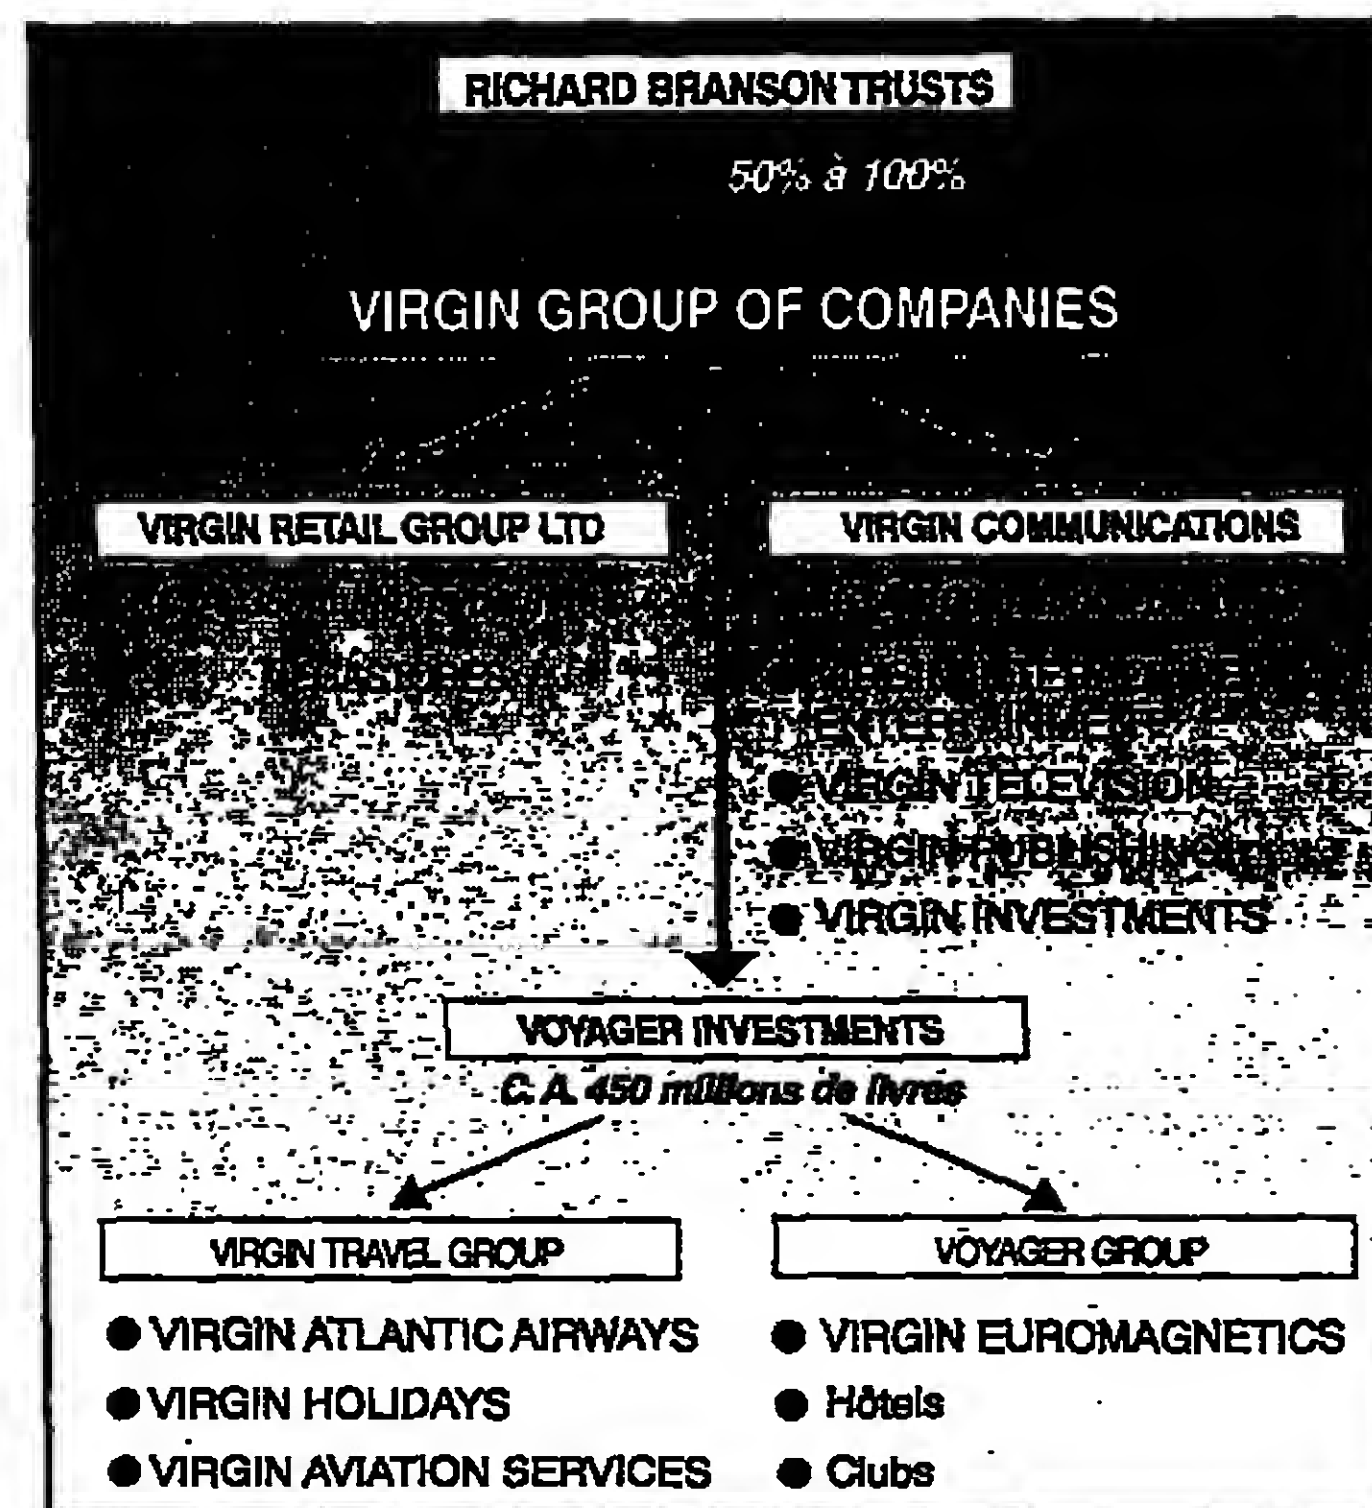 RICHARD BRANSON TRUSTS
50% à 100%
VIRGIN GROUP OF COMPANIES
VIRGIN RETAIL GROUP LTD
VIRGIN COMMUNICATIONS
● VIRGIN TELEVISION
● VIRGIN PUBLISHING
● VIRGIN INVESTMENTS
VOYAGER INVESTMENTS
C. A. 450 millions de livres
VIRGIN TRAVEL GROUP
VOYAGER GROUP
● VIRGIN ATLANTIC AIRWAYS
● VIRGIN HOLIDAYS
● VIRGIN AVIATION SERVICES
● VIRGIN EUROMAGNETICS
● Hôtels
● Clubs